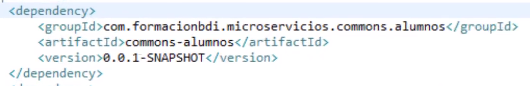 <dependency>
<groupId>com.formacionbdi.microservicios.commons.alumnos</groupId>
<artifactId>commons-alumnos</artifactId>
<version>0.0.1-SNAPSHOT</version>
</dependency>